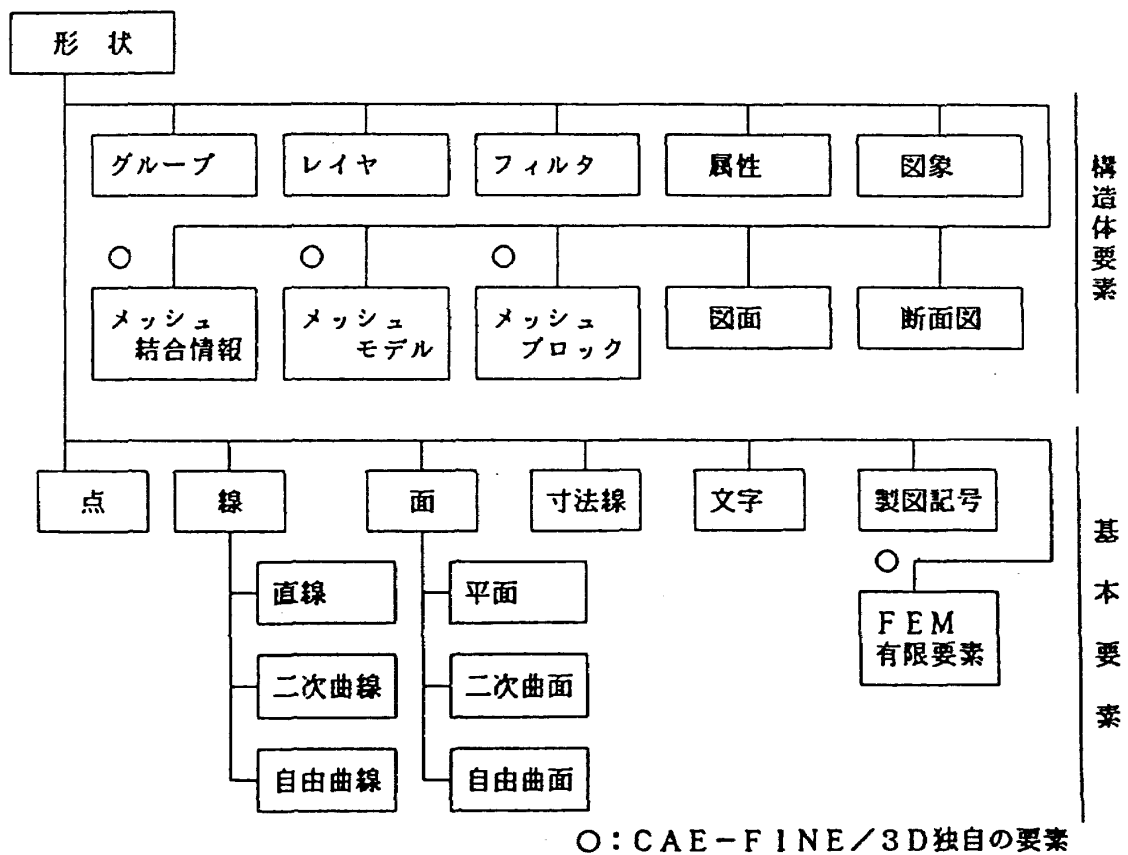 形 状
グループ
レイヤ
フィルタ
属性
図象
メッシュ
結合情報
メッシュ
モデル
メッシュ
ブロック
図面
断面図
構造体要素
点
線
面
寸法線
文字
製図記号
直線
平面
FEM
有限要素
二次曲線
二次曲面
自由曲線
自由曲面
基本要素
○:CAE-FINE/3D独自の要素